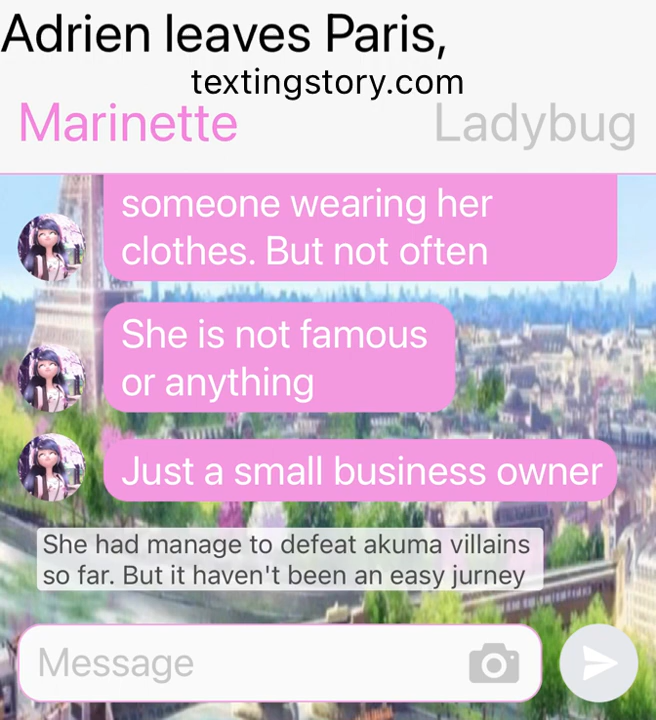 Adrien leaves Paris,
textingstory.com
Marinette
Ladybug
someone wearing her
clothes. But not often
She is not famous
or anything
Just a small business owner
She had manage to defeat akuma villains
so far. But it haven't been an easy jurney
Message